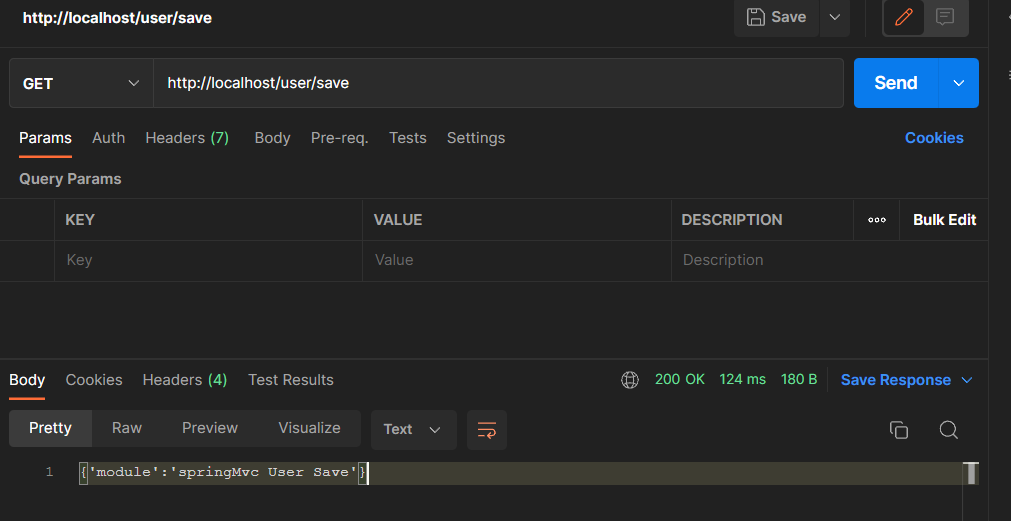 http://localhost/user/save
Save
GET
http://localhost/user/save
Send
Params Auth Headers (7) Body Pre-req. Tests Settings Cookies
Query Params
KEY VALUE DESCRIPTION Bulk Edit
Key Value Description
Body Cookies Headers (4) Test Results 200 OK 124 ms 180 B Save Response
Pretty Raw Preview Visualize Text
1 {'module':'springMvc User Save'}